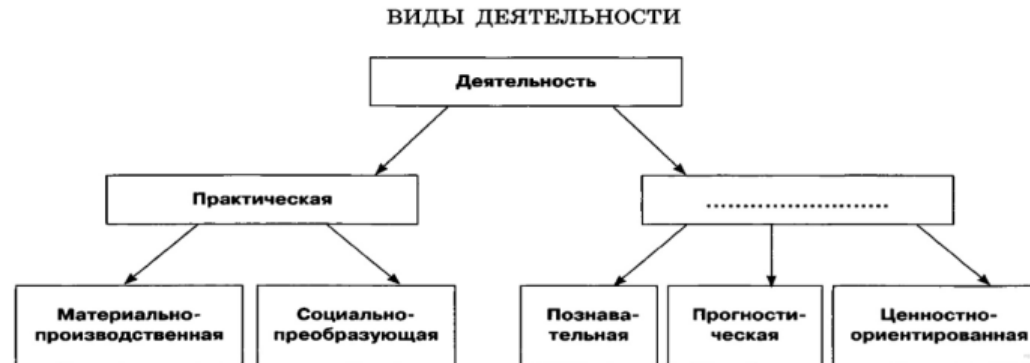 ВИДЫ ДЕЯТЕЛЬНОСТИ
Деятельность
Практическая
..........................
Материально-
производственная
Социально-
преобразующая
Познава-
тельная
Прогности-
ческая
Ценностно-
ориентированная